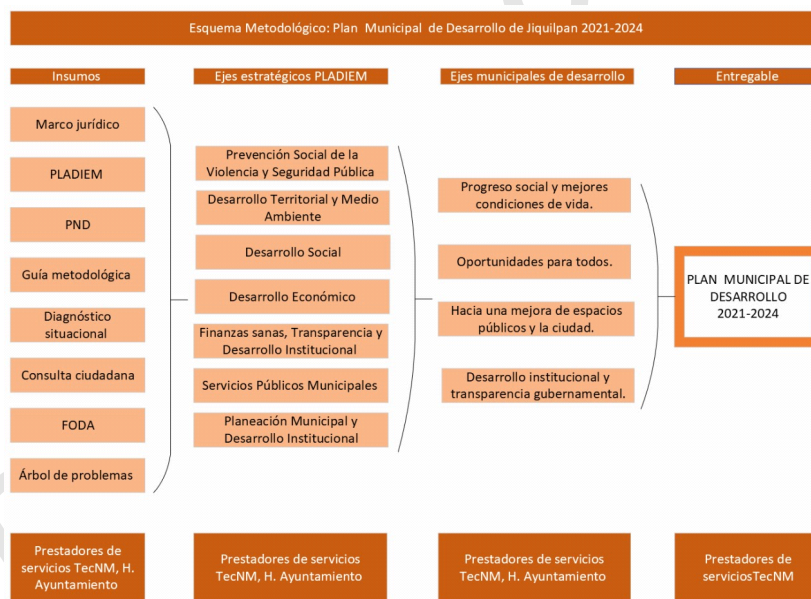 Esquema Metodológico: Plan Municipal de Desarrollo de Jiquilpan 2021-2024
Insumos
Marco jurídico
PLADIEM
PND
Guía metodológica
Diagnóstico
situacional
Consulta ciudadana
FODA
Árbol de problemas
Prestadores de
servicios TecNM, H.
Ayuntamiento
Ejes estratégicos PLADIEM
Prevención Social de la
Violencia y Seguridad Pública
Desarrollo Territorial y Medio
Ambiente
Desarrollo Social
Desarrollo Económico
Finanzas sanas, Transparencia y
Desarrollo Institucional
Servicios Públicos Municipales
Planeación Municipal y
Desarrollo Institucional
Prestadores de servicios
TecNM, H. Ayuntamiento
Ejes municipales de desarrollo
Progreso social y mejores
condiciones de vida.
Oportunidades para todos.
Hacia una mejora de espacios
públicos y la ciudad.
Desarrollo institucional y
transparencia gubernamental.
Prestadores de servicios
TecNM, H. Ayuntamiento
Entregable
PLAN MUNICIPAL DE
DESARROLLO
2021-2024
Prestadores de
serviciosTecNM